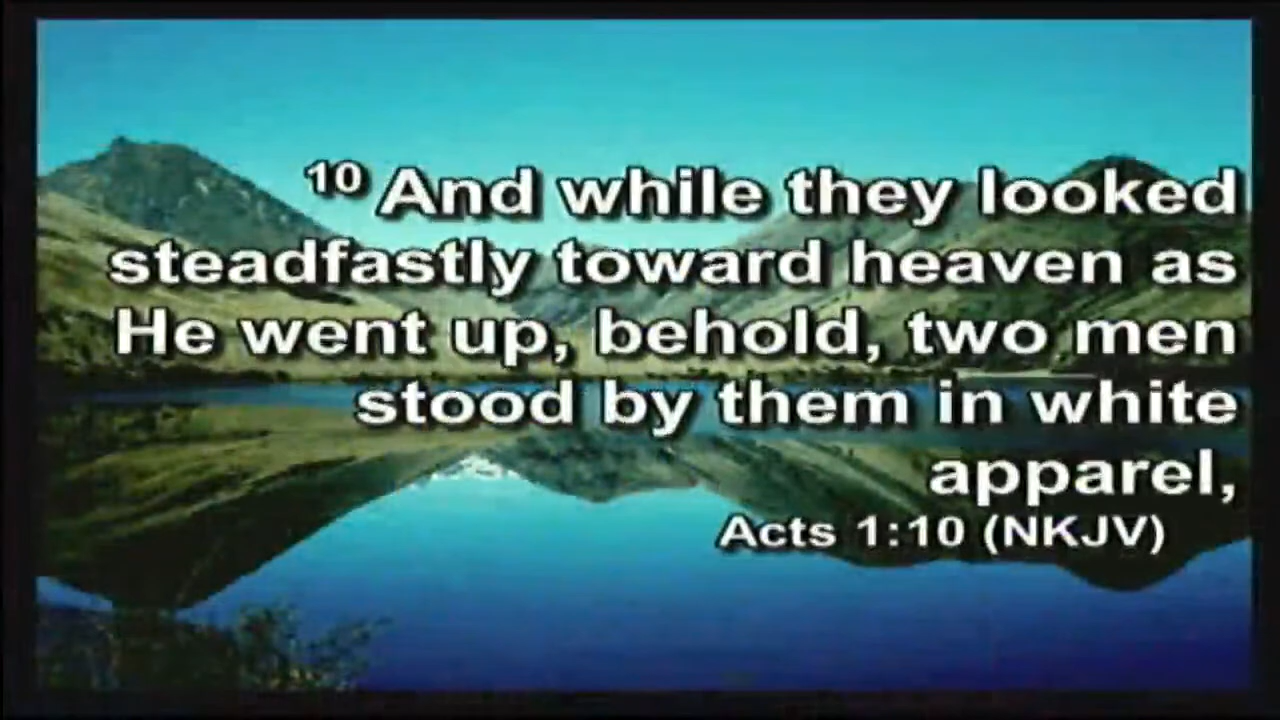 10 And while they looked
steadfastly toward heaven as
He went up, behold, two men
stood by them in white
apparel,
Acts 1:10 (NKJV)